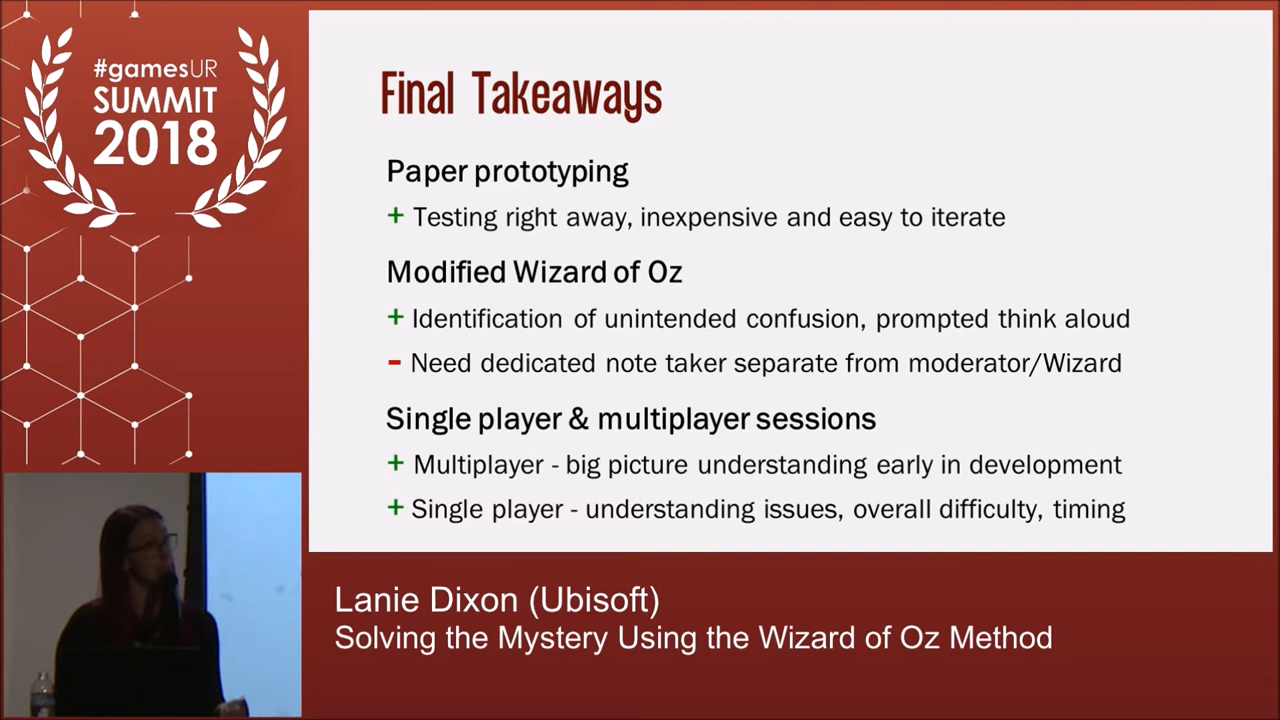 #gamesUR
SUMMIT
2018
Final Takeaways
Paper prototyping
+ Testing right away, inexpensive and easy to iterate
Modified Wizard of Oz
+ Identification of unintended confusion, prompted think aloud
- Need dedicated note taker separate from moderator/Wizard
Single player & multiplayer sessions
+ Multiplayer - big picture understanding early in development
+ Single player - understanding issues, overall difficulty, timing
Lanie Dixon (Ubisoft)
Solving the Mystery Using the Wizard of Oz Method